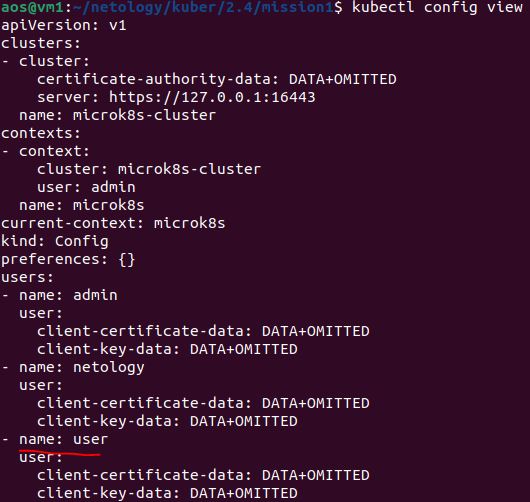 aos@vm1:~/netology/kuber/2.4/mission1$ kubectl config view
apiVersion: v1
clusters:
- cluster:
    certificate-authority-data: DATA+OMITTED
    server: https://127.0.0.1:16443
  name: microk8s-cluster
contexts:
- context:
    cluster: microk8s-cluster
    user: admin
  name: microk8s
current-context: microk8s
kind: Config
preferences: {}
users:
- name: admin
  user:
    client-certificate-data: DATA+OMITTED
    client-key-data: DATA+OMITTED
- name: netology
  user:
    client-certificate-data: DATA+OMITTED
    client-key-data: DATA+OMITTED
- name: user
  user:
    client-certificate-data: DATA+OMITTED
    client-key-data: DATA+OMITTED